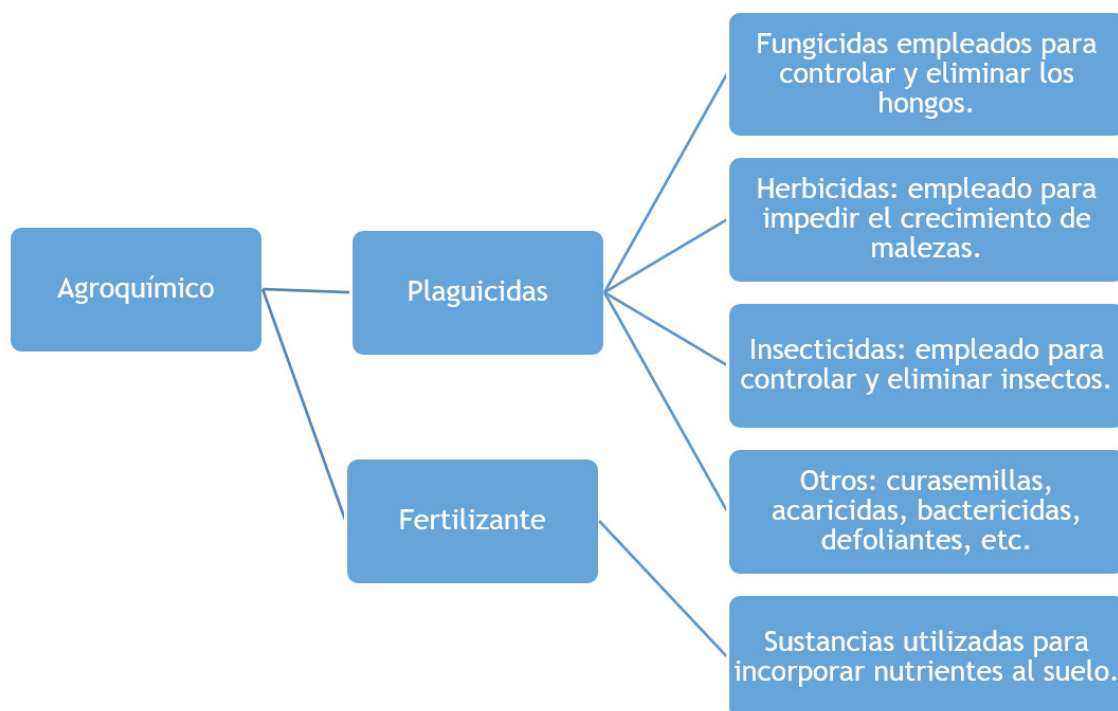 Agroquímico
Plaguicidas
Fertilizante
Fungicidas empleados para
controlar y eliminar los
hongos.
Herbicidas: empleado para
impedir el crecimiento de
malezas.
Insecticidas: empleado para
controlar y eliminar insectos.
Otros: curasemillas,
acaricidas, bactericidas,
defoliantes, etc.
Sustancias utilizadas para
incorporar nutrientes al suelo.